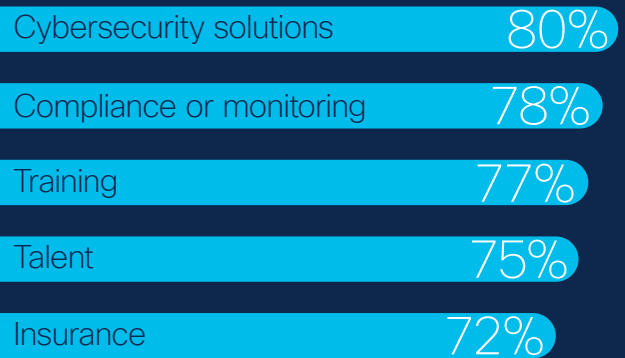 Cybersecurity solutions 80%
Compliance or monitoring 78%
Training 77%
Talent 75%
Insurance 72%